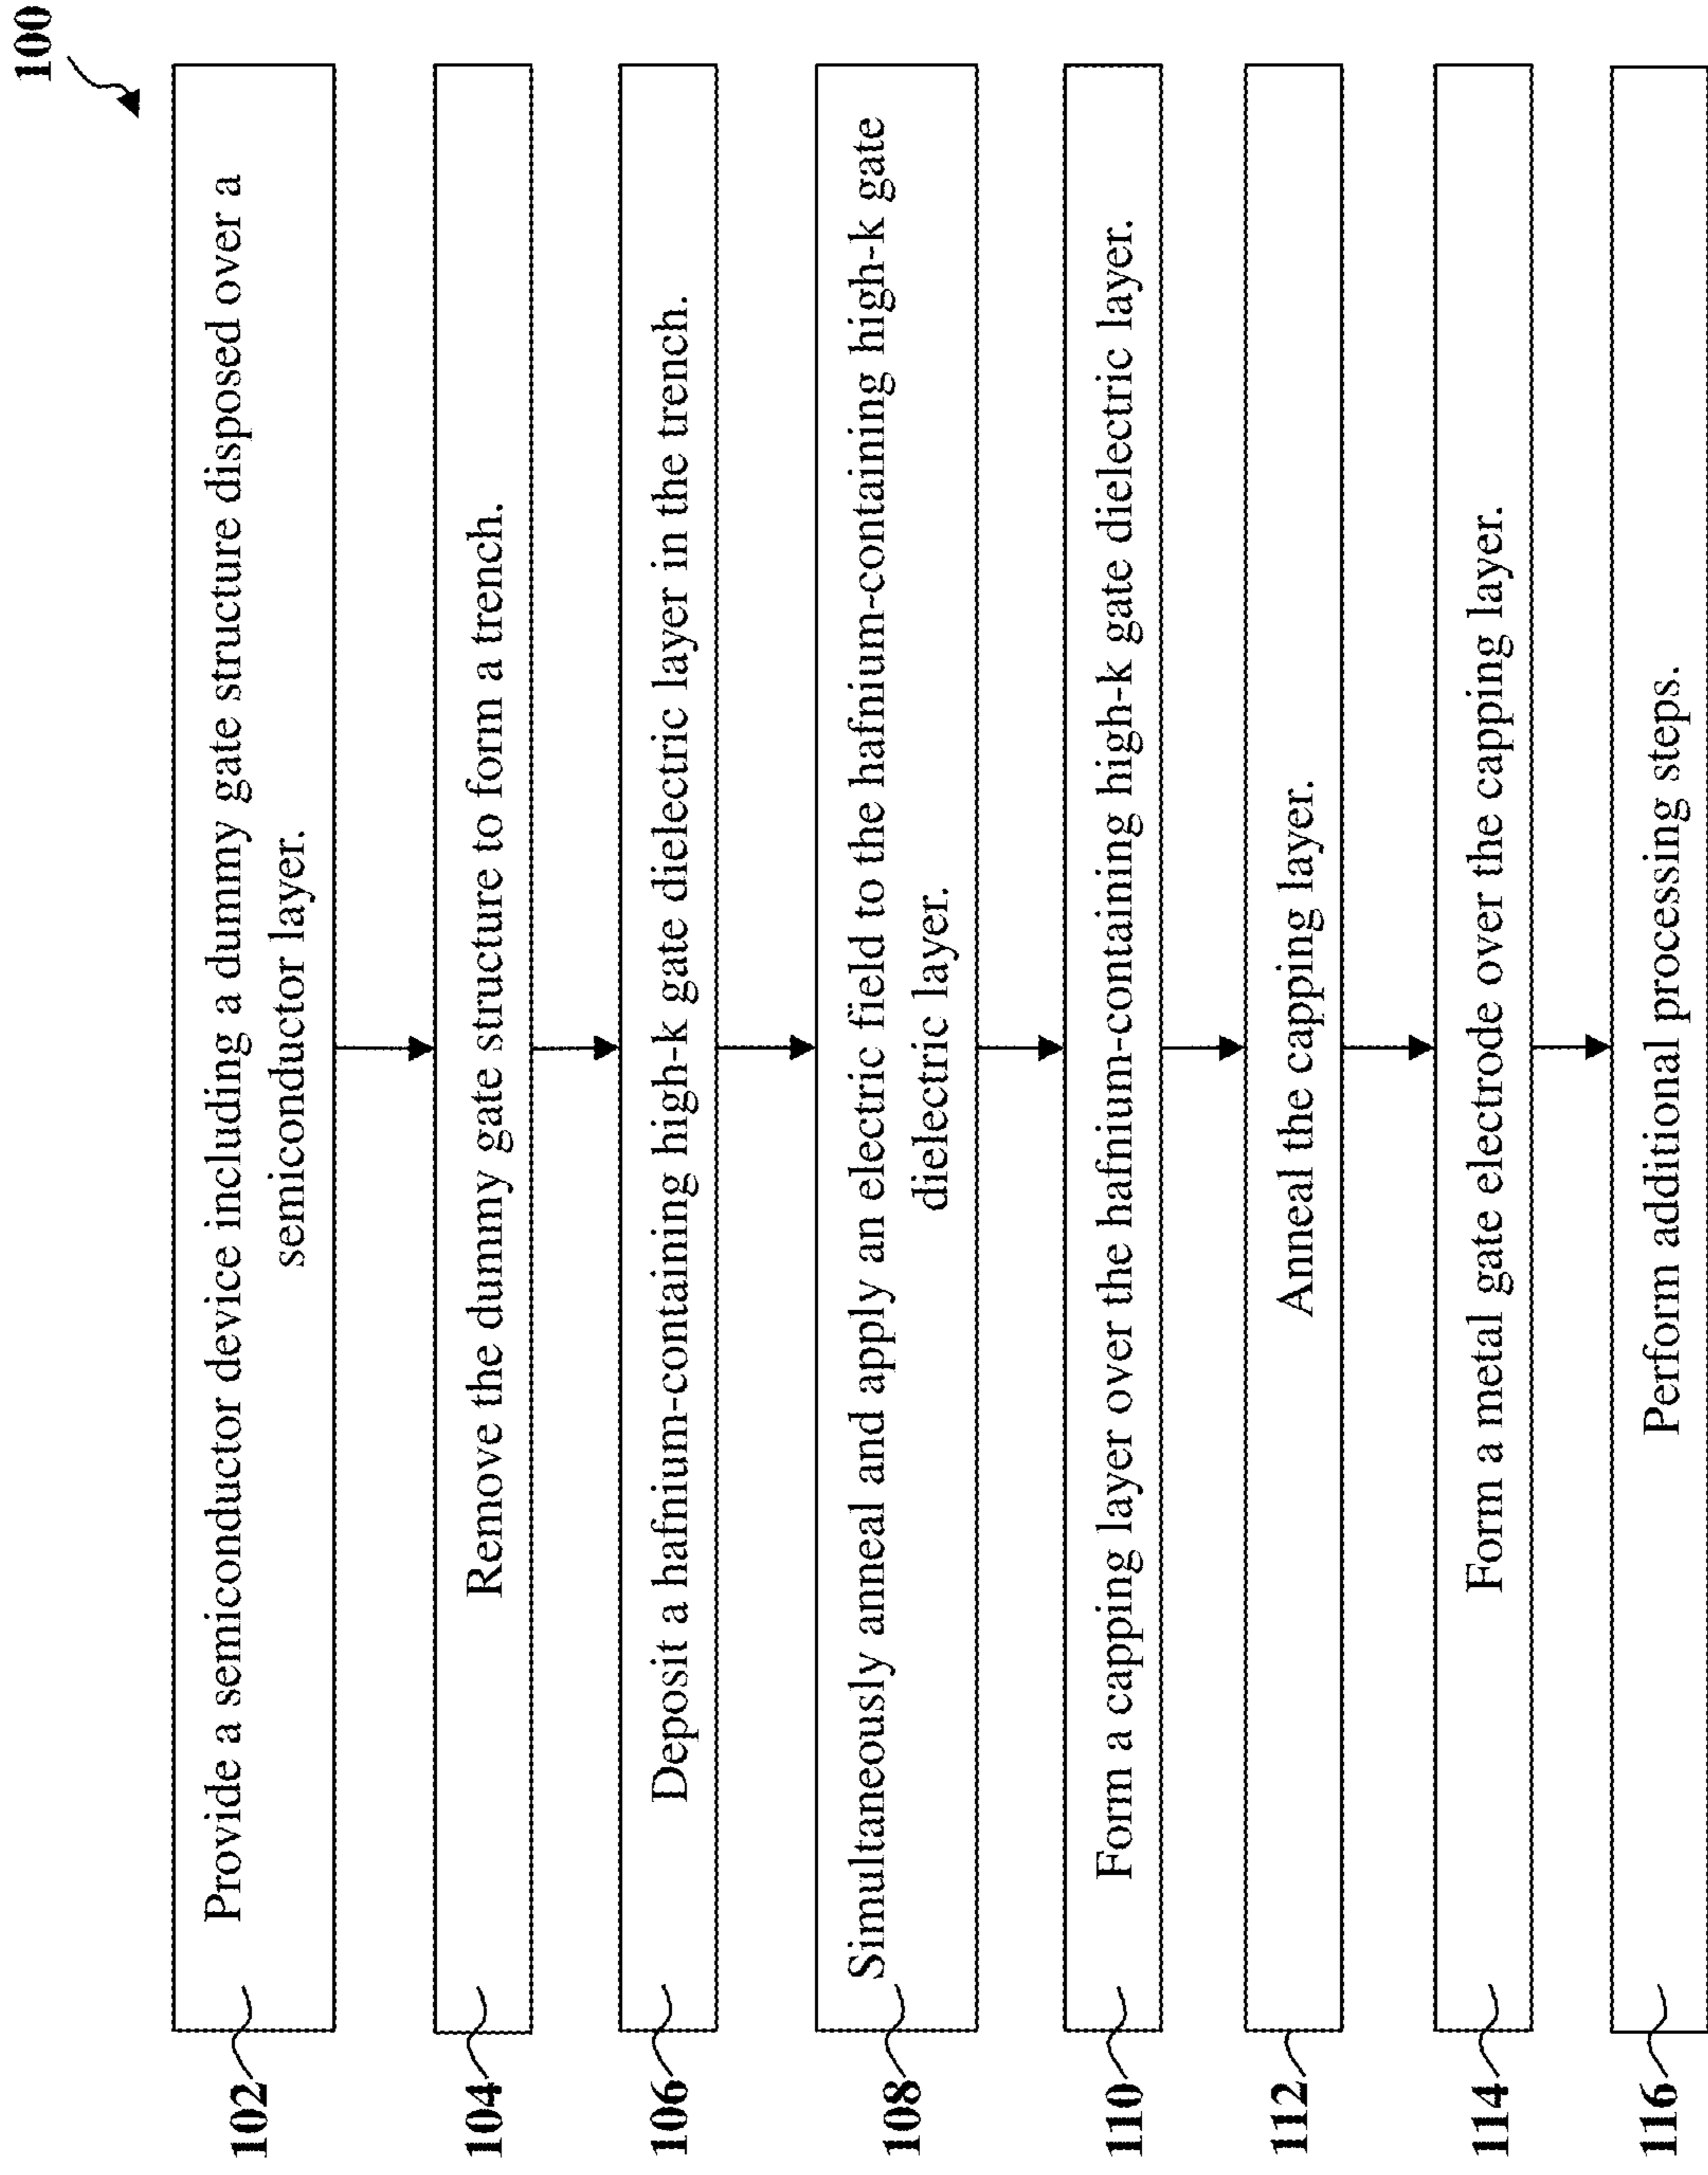 100
102
Provide a semiconductor device including a dummy gate structure disposed over a
semiconductor layer.
104
Remove the dummy gate structure to form a trench.
106
Deposit a hafnium-containing high-k gate dielectric layer in the trench.
108
Simultaneously anneal and apply an electric field to the hafnium-containing high-k gate
dielectric layer.
110
Form a capping layer over the hafnium-containing high-k gate dielectric layer.
112
Anneal the capping layer.
114
Form a metal gate electrode over the capping layer.
116
Perform additional processing steps.